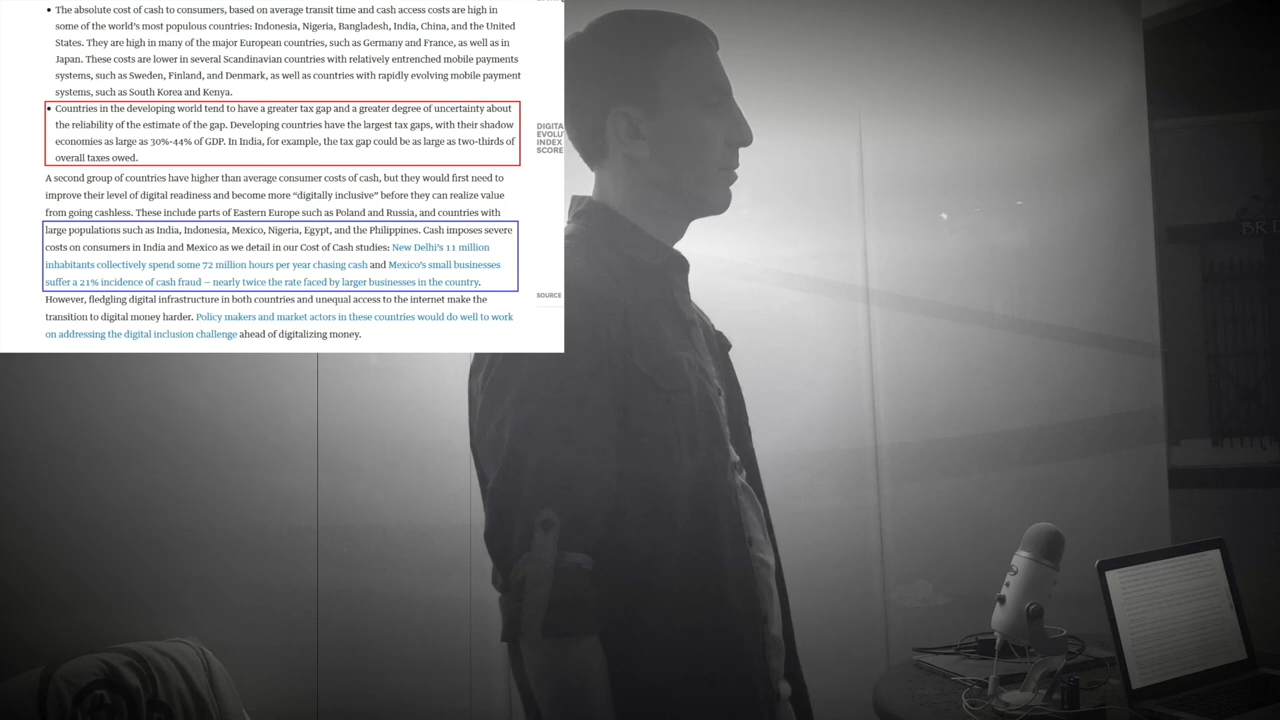 • The absolute cost of cash to consumers, based on average transit time and cash access costs are high in
some of the world's most populous countries: Indonesia, Nigeria, Bangladesh, India, China, and the United
States. They are high in many of the major European countries, such as Germany and France, as well as in
Japan. These costs are lower in several Scandinavian countries with relatively entrenched mobile payments
systems, such as Sweden, Finland, and Denmark, as well as countries with rapidly evolving mobile payment
systems, such as South Korea and Kenya.
• Countries in the developing world tend to have a greater tax gap and a greater degree of uncertainty about
the reliability of the estimate of the gap. Developing countries have the largest tax gaps, with their shadow
economies as large as 30%-44% of GDP. In India, for example, the tax gap could be as large as two-thirds of
overall taxes owed.
A second group of countries have higher than average consumer costs of cash, but they would first need to
improve their level of digital readiness and become more “digitally inclusive” before they can realize value
from going cashless. These include parts of Eastern Europe such as Poland and Russia, and countries with
large populations such as India, Indonesia, Mexico, Nigeria, Egypt, and the Philippines. Cash imposes severe
costs on consumers in India and Mexico as we detail in our Cost of Cash studies: New Delhi's 11 million
inhabitants collectively spend some 72 million hours per year chasing cash and Mexico's small businesses
suffer a 21% incidence of cash fraud — nearly twice the rate faced by larger businesses in the country.
However, fledgling digital infrastructure in both countries and unequal access to the internet make the
transition to digital money harder. Policy makers and market actors in these countries would do well to work
on addressing the digital inclusion challenge ahead of digitalizing money.
DIGITA
EVOLU
INDEX
SCORE
SOURCE
BR